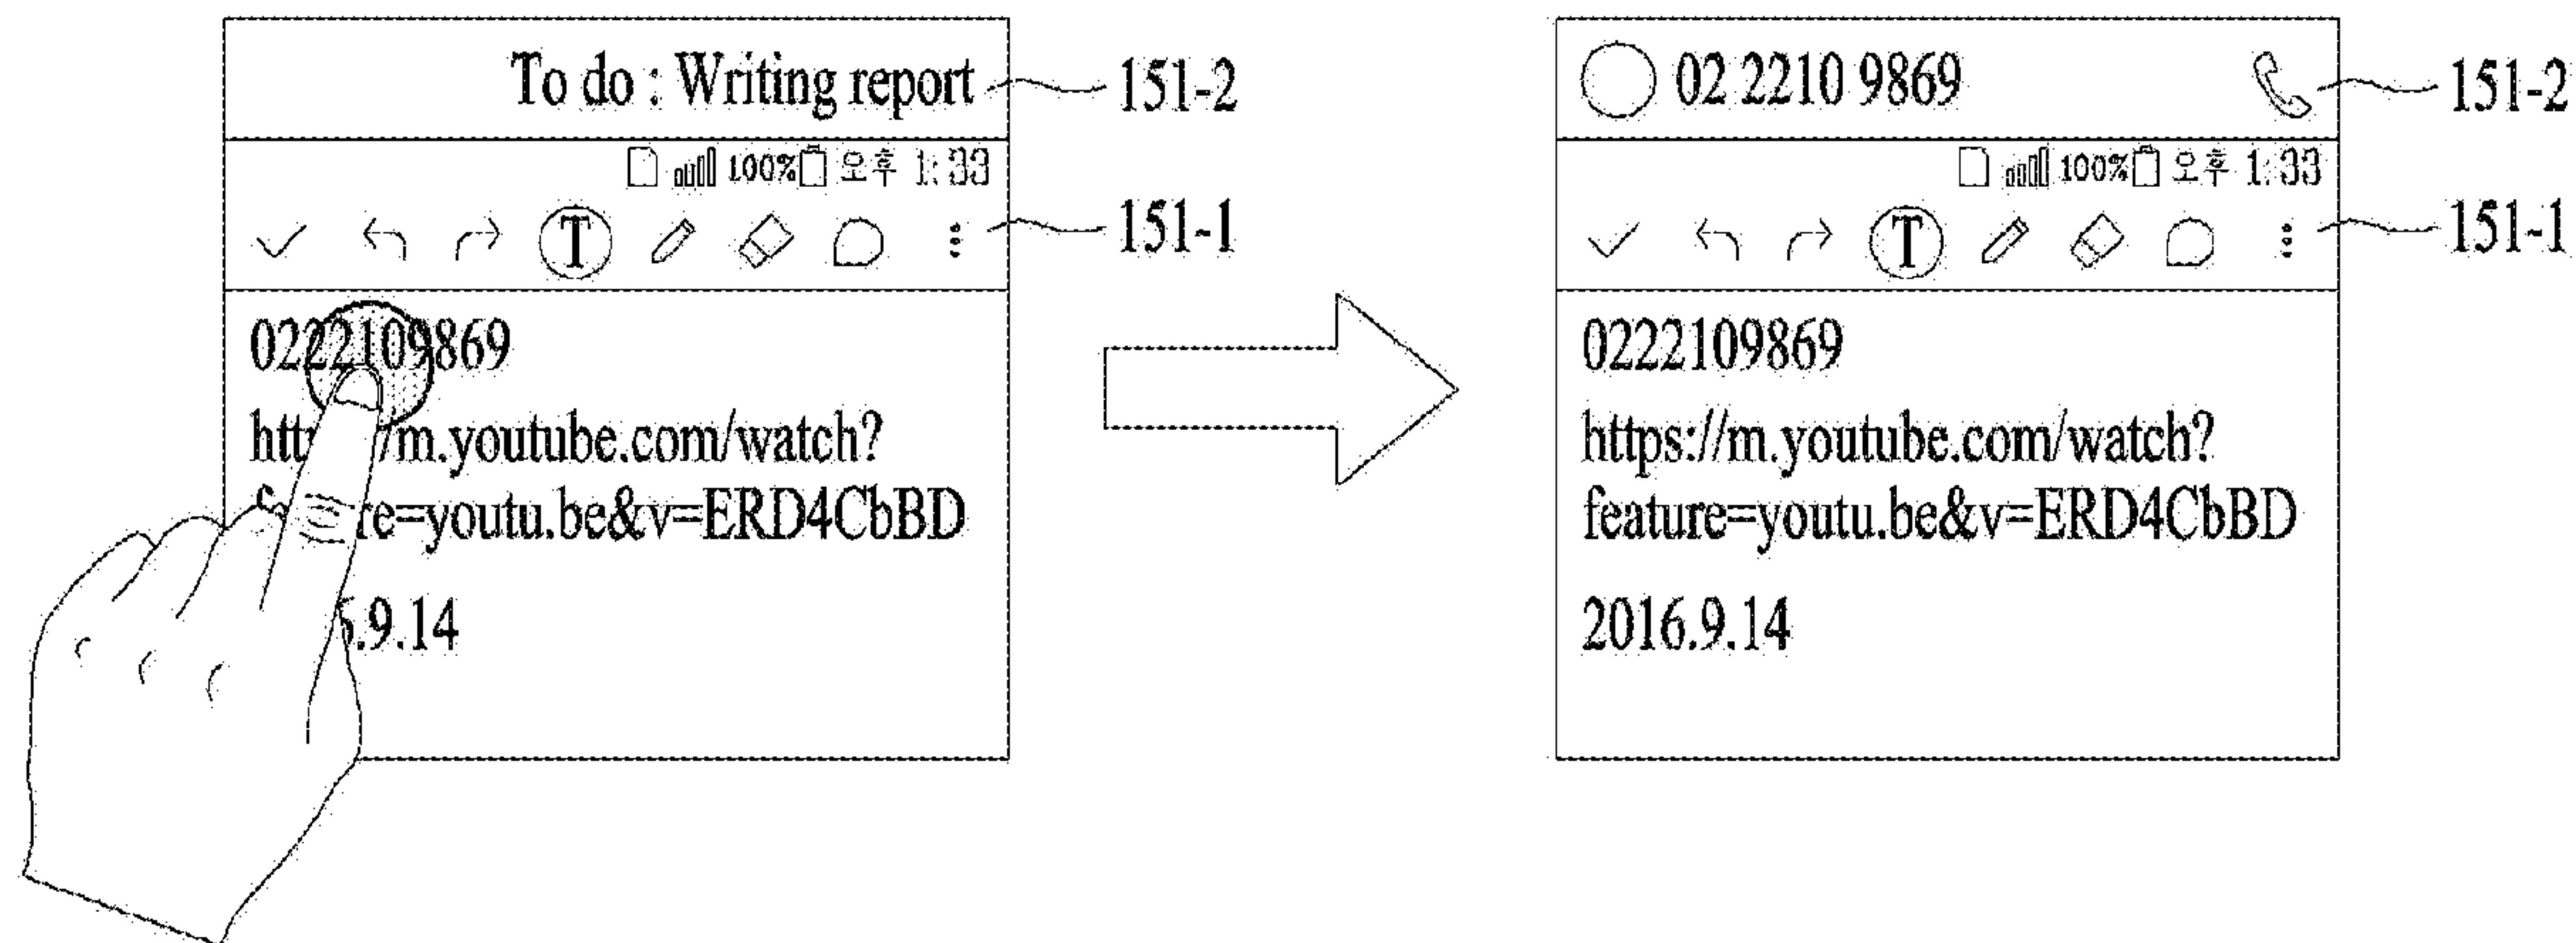 To do : Writing report
151-2
100% 오후 1:33
T
151-1
0222109869
/m.youtube.com/watch?
re=youtu.be&v=ERD4CbBD
.9.14
02 2210 9869
151-2
100% 오후 1:33
T
151-1
0222109869
https://m.youtube.com/watch?
feature=youtu.be&v=ERD4CbBD
2016.9.14